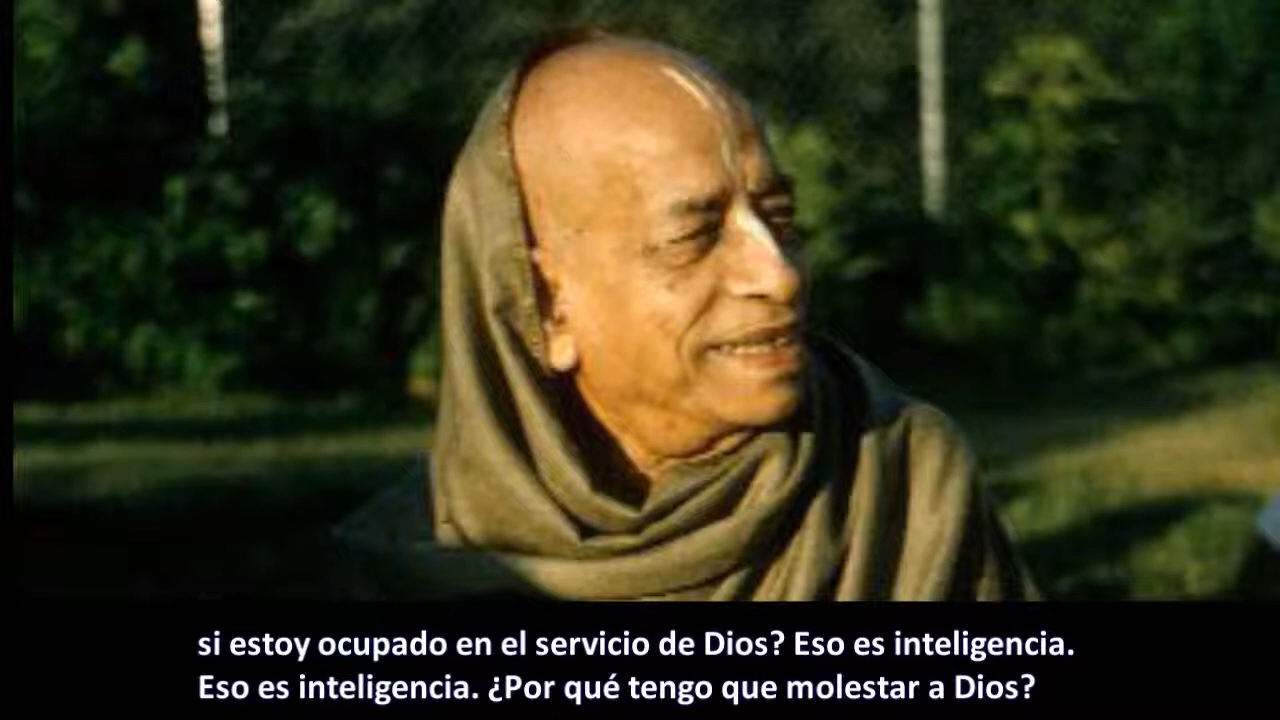 si estoy ocupado en el servicio de Dios? Eso es inteligencia.
Eso es inteligencia. ¿Por qué tengo que molestar a Dios?